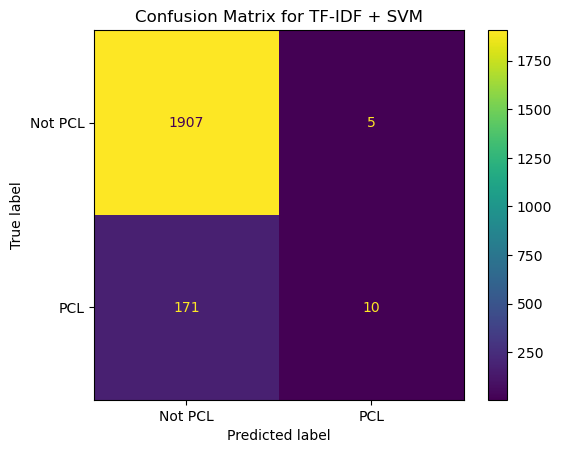 Confusion Matrix for TF-IDF + SVM
True label
Not PCL
1907
5
PCL
171
10
Not PCL
PCL
Predicted label
1750
1500
1250
1000
750
500
250